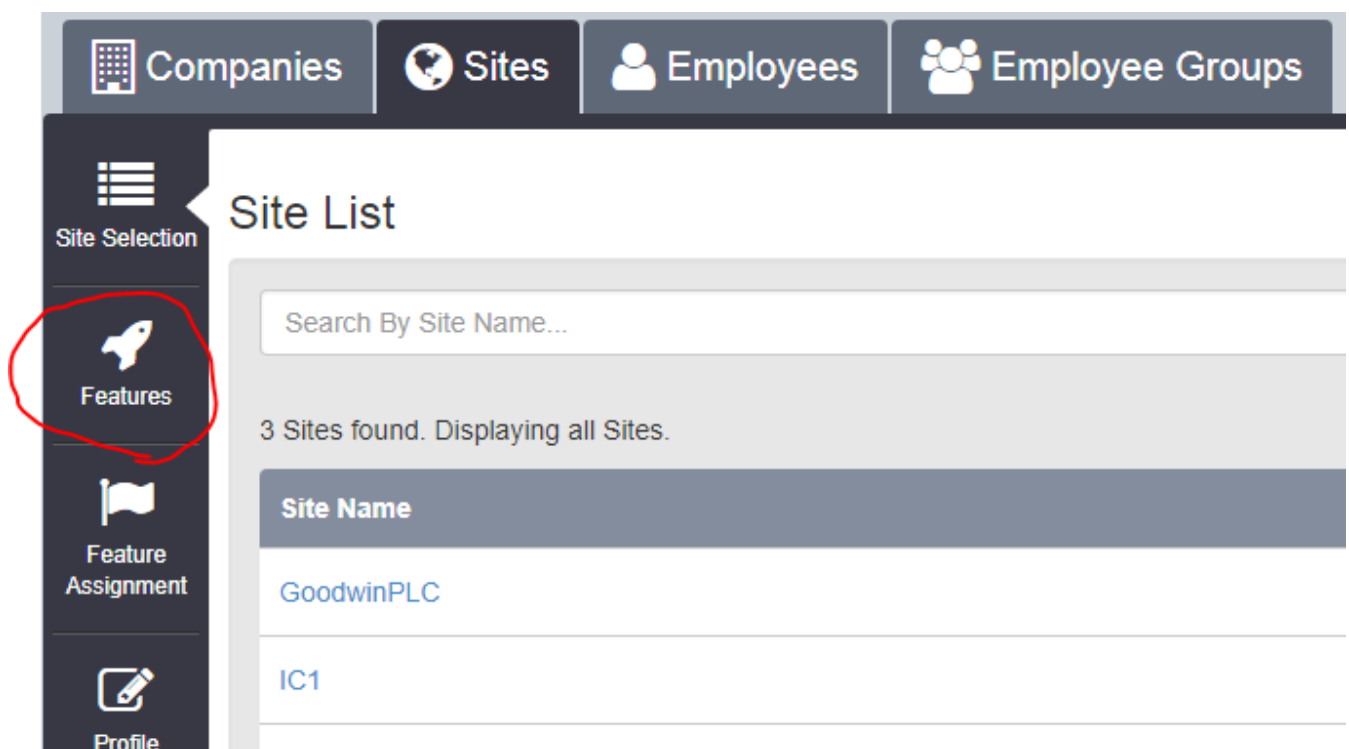 Companies
Sites
Employees
Employee Groups
Site Selection
Features
Feature
Assignment
Profile
Site List
Search By Site Name...
3 Sites found. Displaying all Sites.
Site Name
GoodwinPLC
IC1